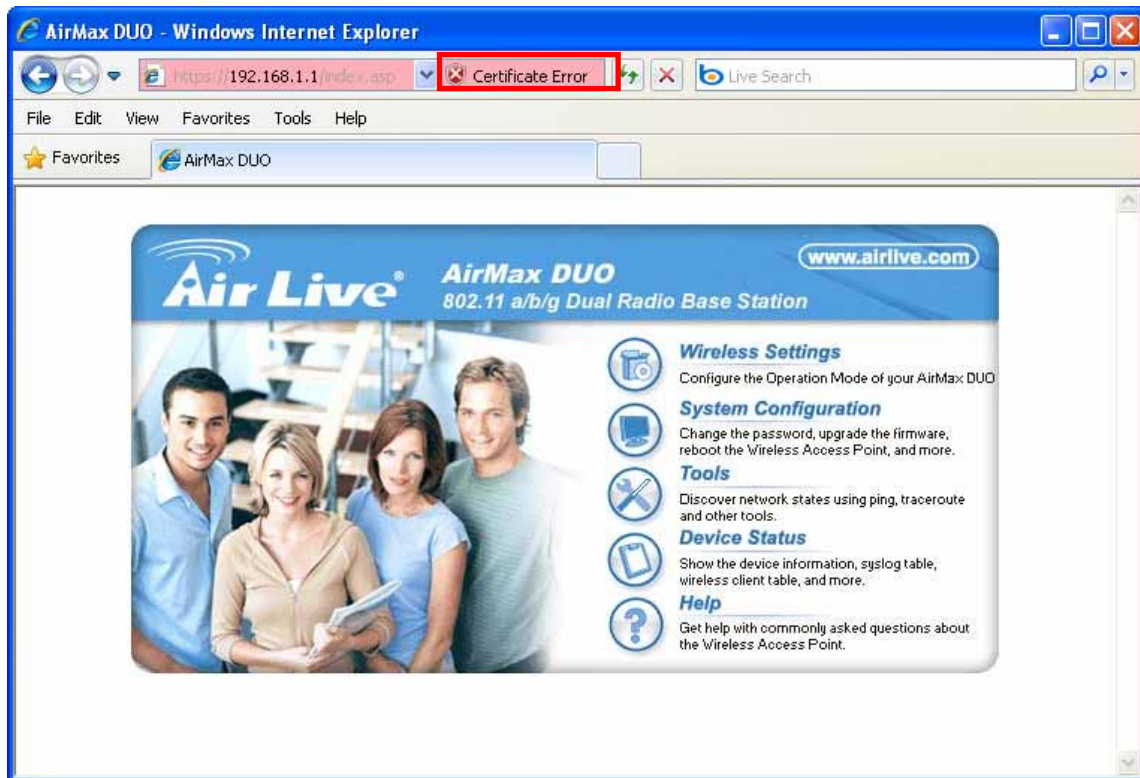 AirMax DUO - Windows Internet Explorer
https://192.168.1.1/index.asp Certificate Error Live Search
File Edit View Favorites Tools Help
Favorites AirMax DUO
Air Live®
AirMax DUO
802.11 a/b/g Dual Radio Base Station
www.airlive.com
Wireless Settings
Configure the Operation Mode of your AirMax DUO
System Configuration
Change the password, upgrade the firmware,
reboot the Wireless Access Point, and more.
Tools
Discover network states using ping, traceroute
and other tools.
Device Status
Show the device information, syslog table,
wireless client table, and more.
Help
Get help with commonly asked questions about
the Wireless Access Point.